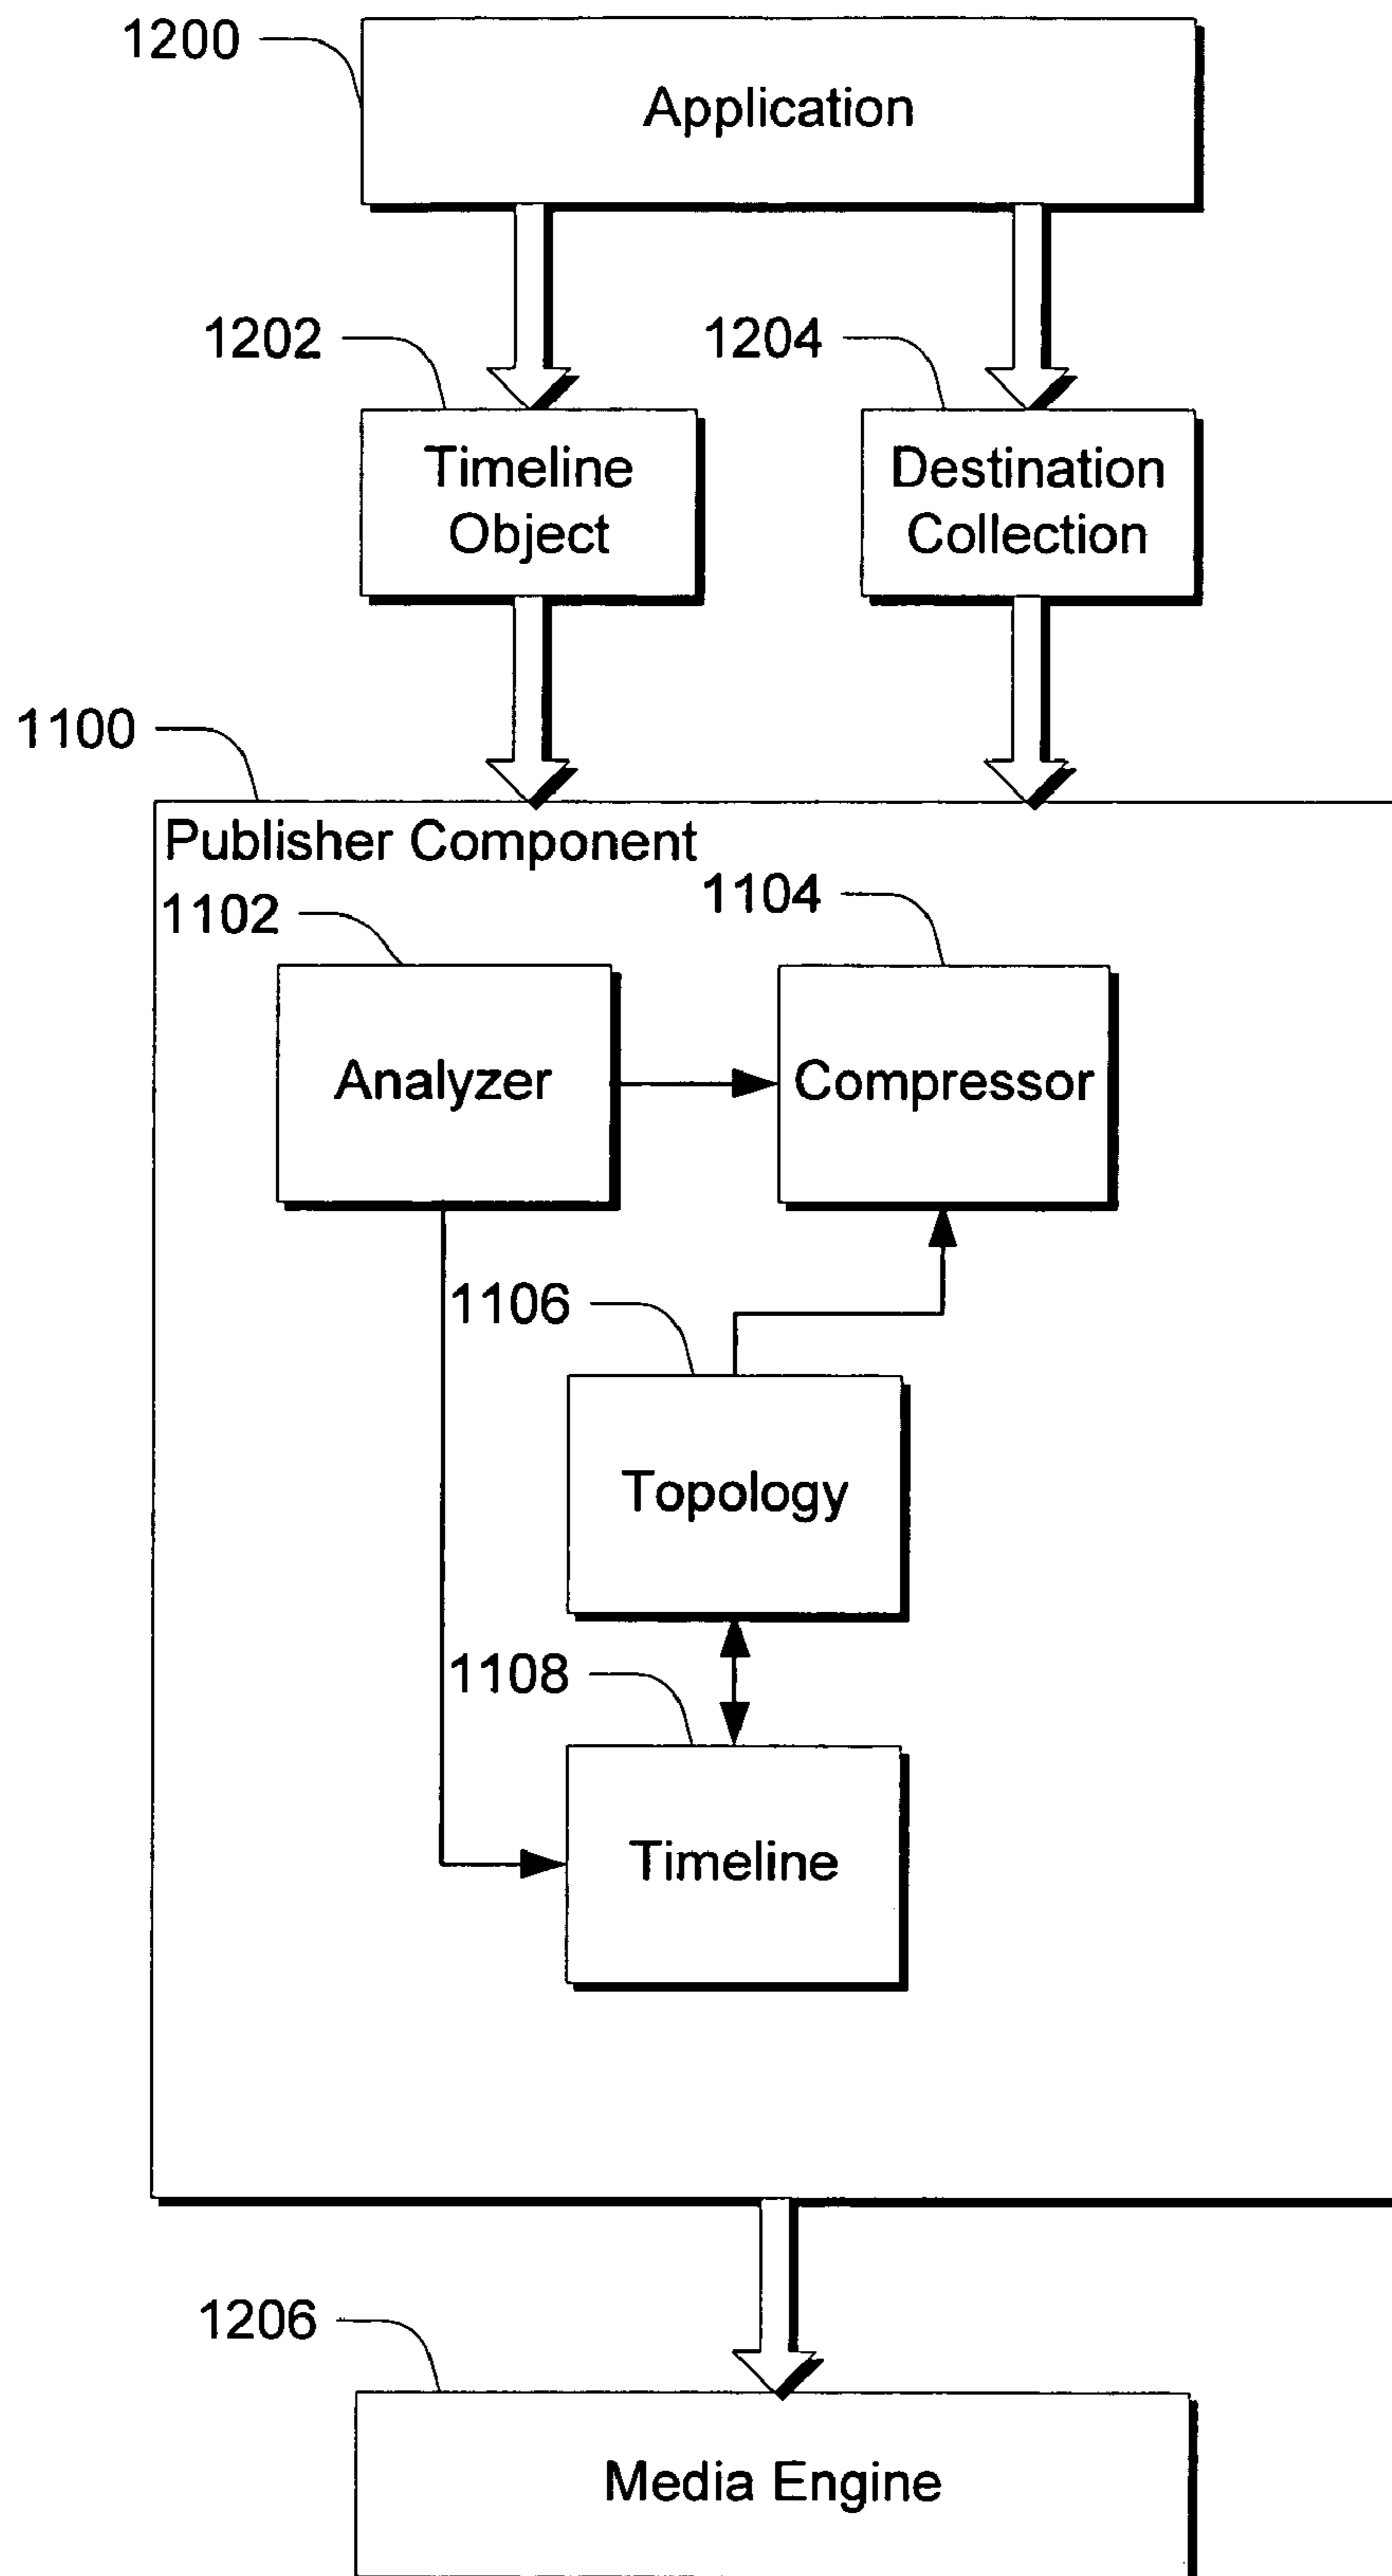 1200
Application
1202
1204
Timeline
Object
Destination
Collection
1100
Publisher Component
1102
1104
Analyzer
Compressor
1106
Topology
1108
Timeline
1206
Media Engine